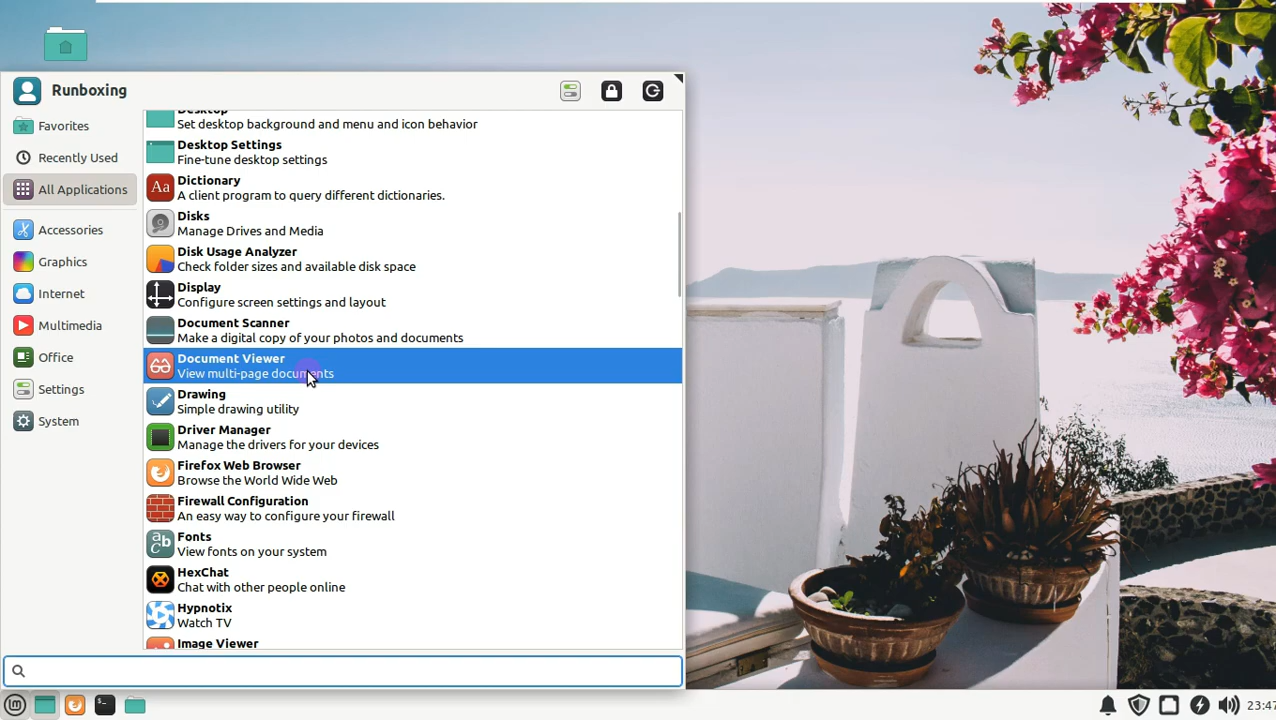 Runboxing
Favorites
Recently Used
All Applications
Accessories
Graphics
Internet
Multimedia
Office
Settings
System
Desktop
Set desktop background and menu and icon behavior
Desktop Settings
Fine-tune desktop settings
Aa
Dictionary
A client program to query different dictionaries.
Disks
Manage Drives and Media
Disk Usage Analyzer
Check folder sizes and available disk space
Display
Configure screen settings and layout
Document Scanner
Make a digital copy of your photos and documents
Document Viewer
View multi-page documents
Drawing
Simple drawing utility
Driver Manager
Manage the drivers for your devices
Firefox Web Browser
Browse the World Wide Web
Firewall Configuration
An easy way to configure your firewall
abc
Fonts
View fonts on your system
HexChat
Chat with other people online
Hypnotix
Watch TV
Image Viewer
23:47